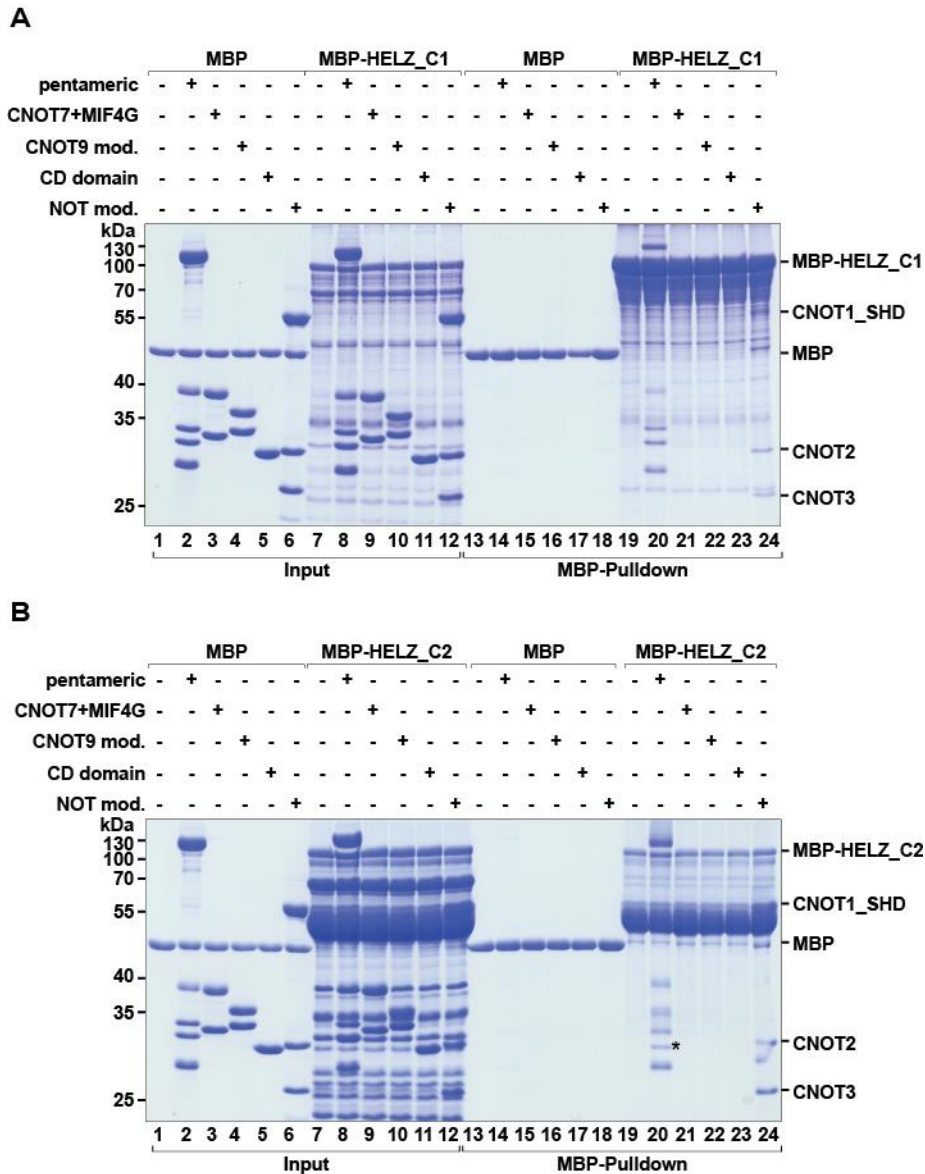 A
MBP MBP-HELZ_C1 MBP MBP-HELZ_C1
pentameric - + - - - - - + - - - - - + - - - - - + - - - -
CNOT7+MIF4G - - + - - - - - + - - - - - + - - - - - + - - -
CNOT9 mod. - - - + - - - - - + - - - - - + - - - - - + - -
CD domain - - - - + - - - - - + - - - - - + - - - - - + -
NOT mod. - - - - - + - - - - - + - - - - - + - - - - - +
kDa
130
100 MBP-HELZ_C1
70
55 CNOT1_SHD
MBP
40
35
CNOT2
CNOT3
25
1 2 3 4 5 6 7 8 9 10 11 12 13 14 15 16 17 18 19 20 21 22 23 24
Input MBP-Pulldown
B
MBP MBP-HELZ_C2 MBP MBP-HELZ_C2
pentameric - + - - - - - + - - - - - + - - - - - + - - - -
CNOT7+MIF4G - - + - - - - - + - - - - - + - - - - - + - - -
CNOT9 mod. - - - + - - - - - + - - - - - + - - - - - + - -
CD domain - - - - + - - - - - + - - - - - + - - - - - + -
NOT mod. - - - - - + - - - - - + - - - - - + - - - - - +
kDa
130
100 MBP-HELZ_C2
70
55 CNOT1_SHD
MBP
40
35
* CNOT2
CNOT3
25
1 2 3 4 5 6 7 8 9 10 11 12 13 14 15 16 17 18 19 20 21 22 23 24
Input MBP-Pulldown